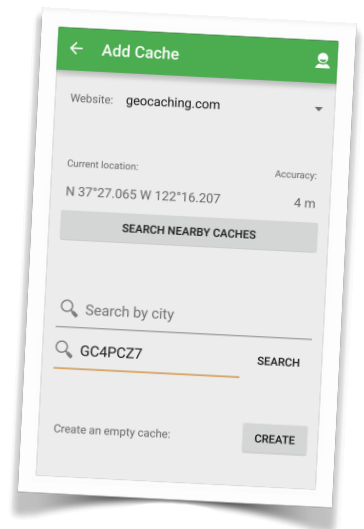 Add Cache
Website: geocaching.com
Current location: Accuracy:
N 37°27.065 W 122°16.207 4 m
SEARCH NEARBY CACHES
Search by city
GC4PCZ7 SEARCH
Create an empty cache: CREATE